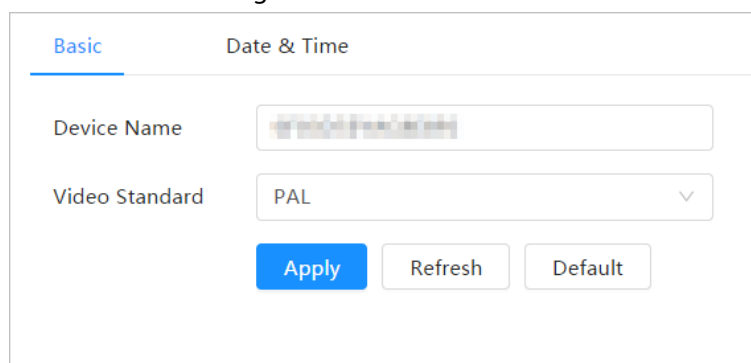 Basic Date & Time
Device Name
Video Standard PAL
Apply Refresh Default